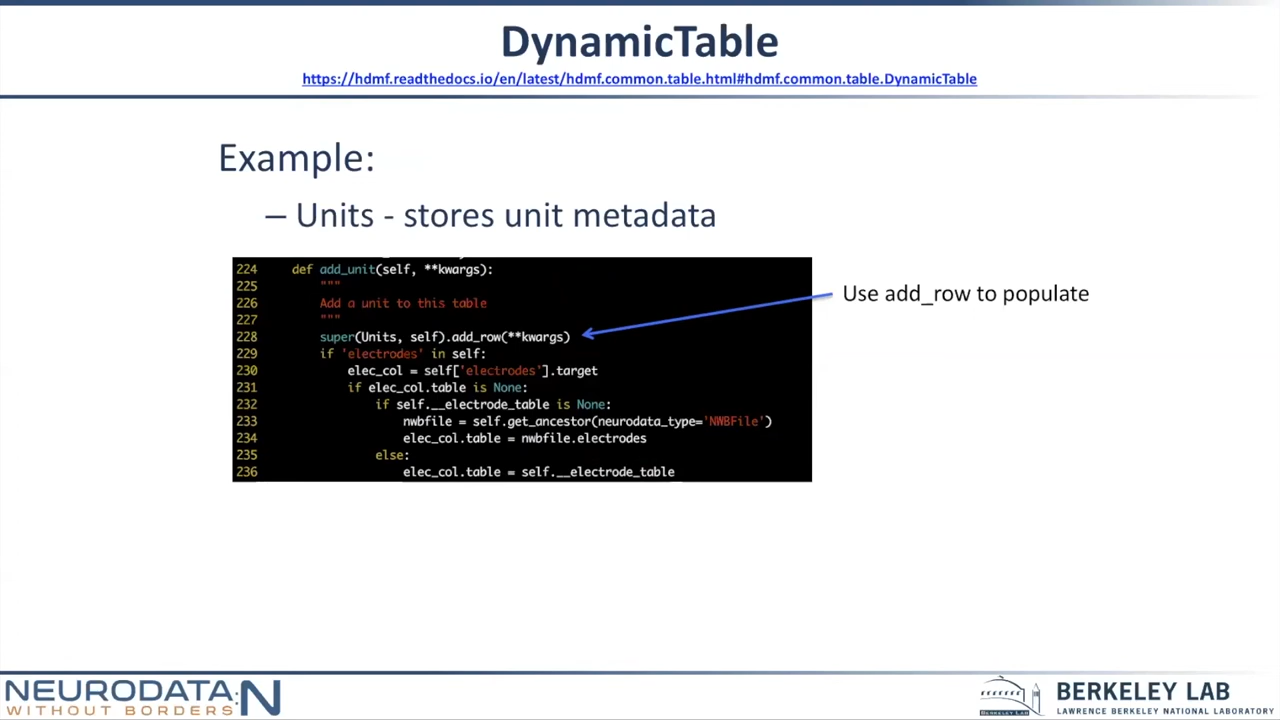 DynamicTable
https://hdmf.readthedocs.io/en/latest/hdmf.common.table.html#hdmf.common.table.DynamicTable
Example:
– Units - stores unit metadata
224 def add_unit(self, **kwargs):
225 """
226 Add a unit to this table
227 """
228 super(Units, self).add_row(**kwargs)
229 if 'electrodes' in self:
230 elec_col = self['electrodes'].target
231 if elec_col.table is None:
232 if self.__electrode_table is None:
233 nwbfile = self.get_ancestor(neurodata_type='NWBFile')
234 elec_col.table = nwbfile.electrodes
235 else:
236 elec_col.table = self.__electrode_table
Use add_row to populate
NEURODATA:N
WITHOUT BORDERS
BERKELEY LAB
BERKELEY LAB
LAWRENCE BERKELEY NATIONAL LABORATORY